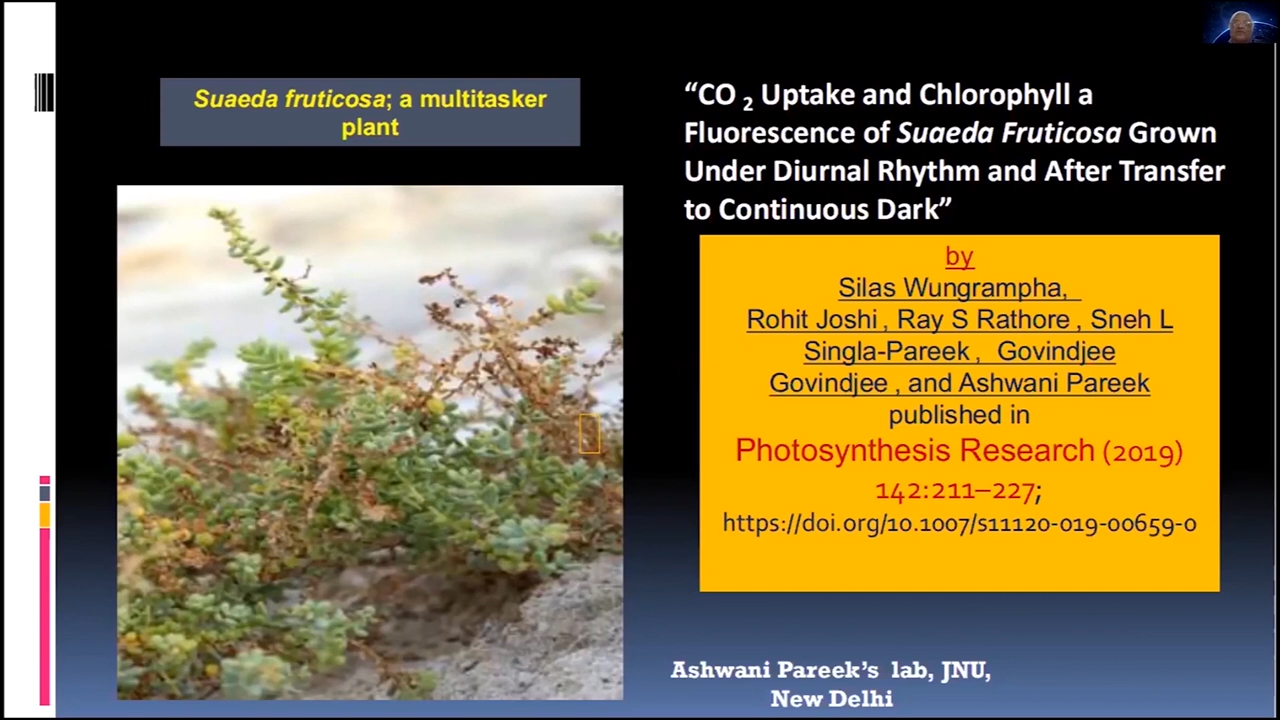 Suaeda fruticosa; a multitasker
plant
“CO 2 Uptake and Chlorophyll a
Fluorescence of Suaeda Fruticosa Grown
Under Diurnal Rhythm and After Transfer
to Continuous Dark”
by
Silas Wungrampha,
Rohit Joshi , Ray S Rathore , Sneh L
Singla-Pareek , Govindjee
Govindjee , and Ashwani Pareek
published in
Photosynthesis Research (2019)
142:211–227;
https://doi.org/10.1007/s11120-019-00659-0
Ashwani Pareek’s lab, JNU,
New Delhi